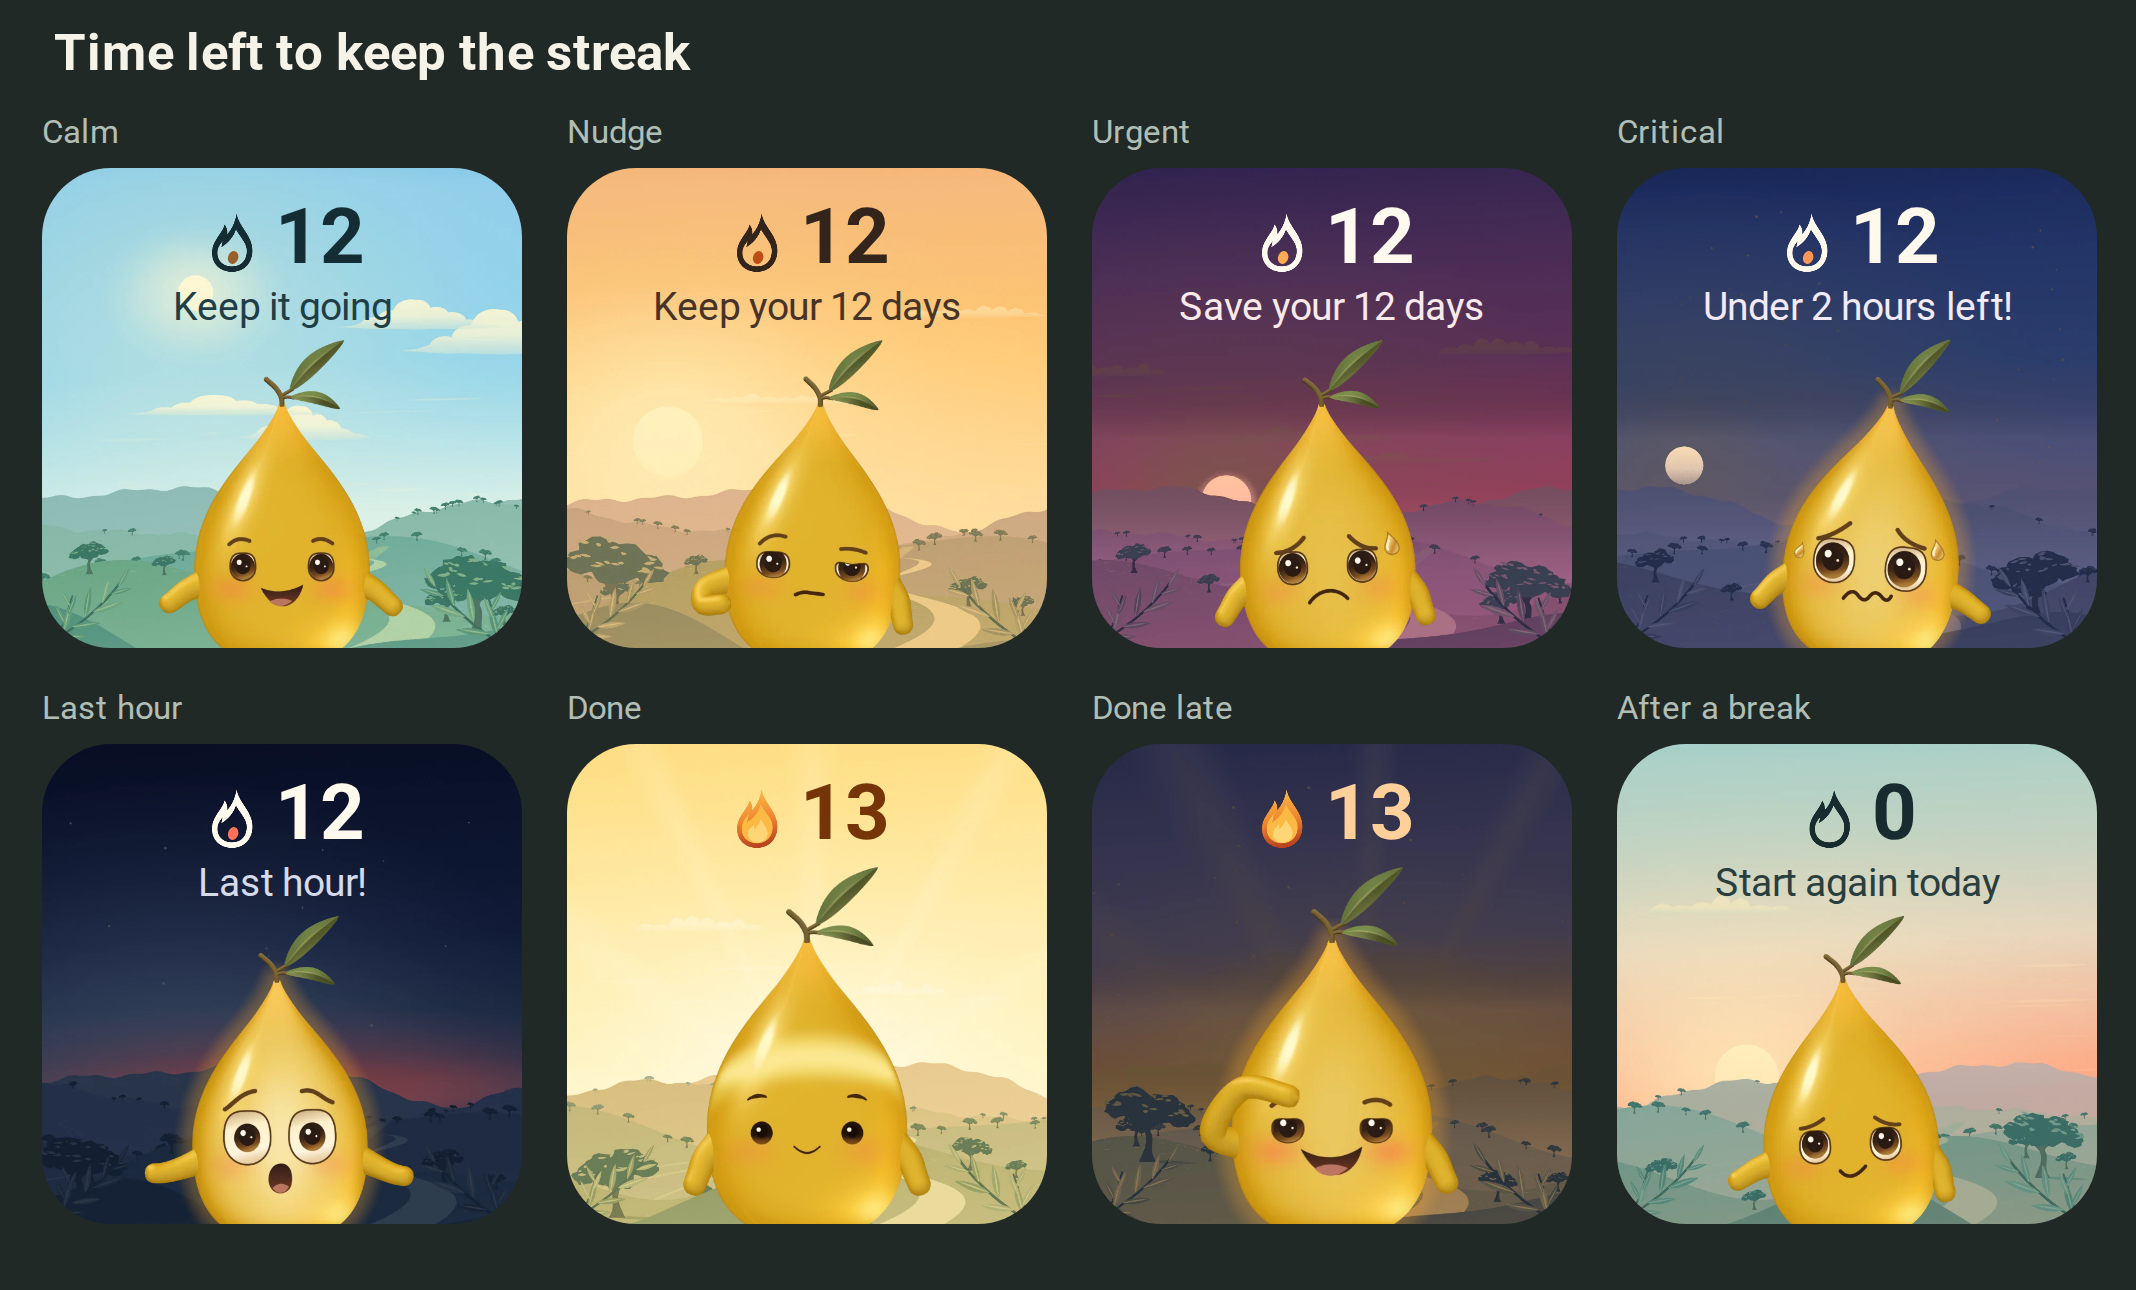 Time left to keep the streak
Calm
Nudge
Urgent
Critical
12
12
12
12
Keep it going
Keep your 12 days
Save your 12 days
Under 2 hours left!
Last hour
Done
Done late
After a break
12
13
13
0
Last hour!
Start again today